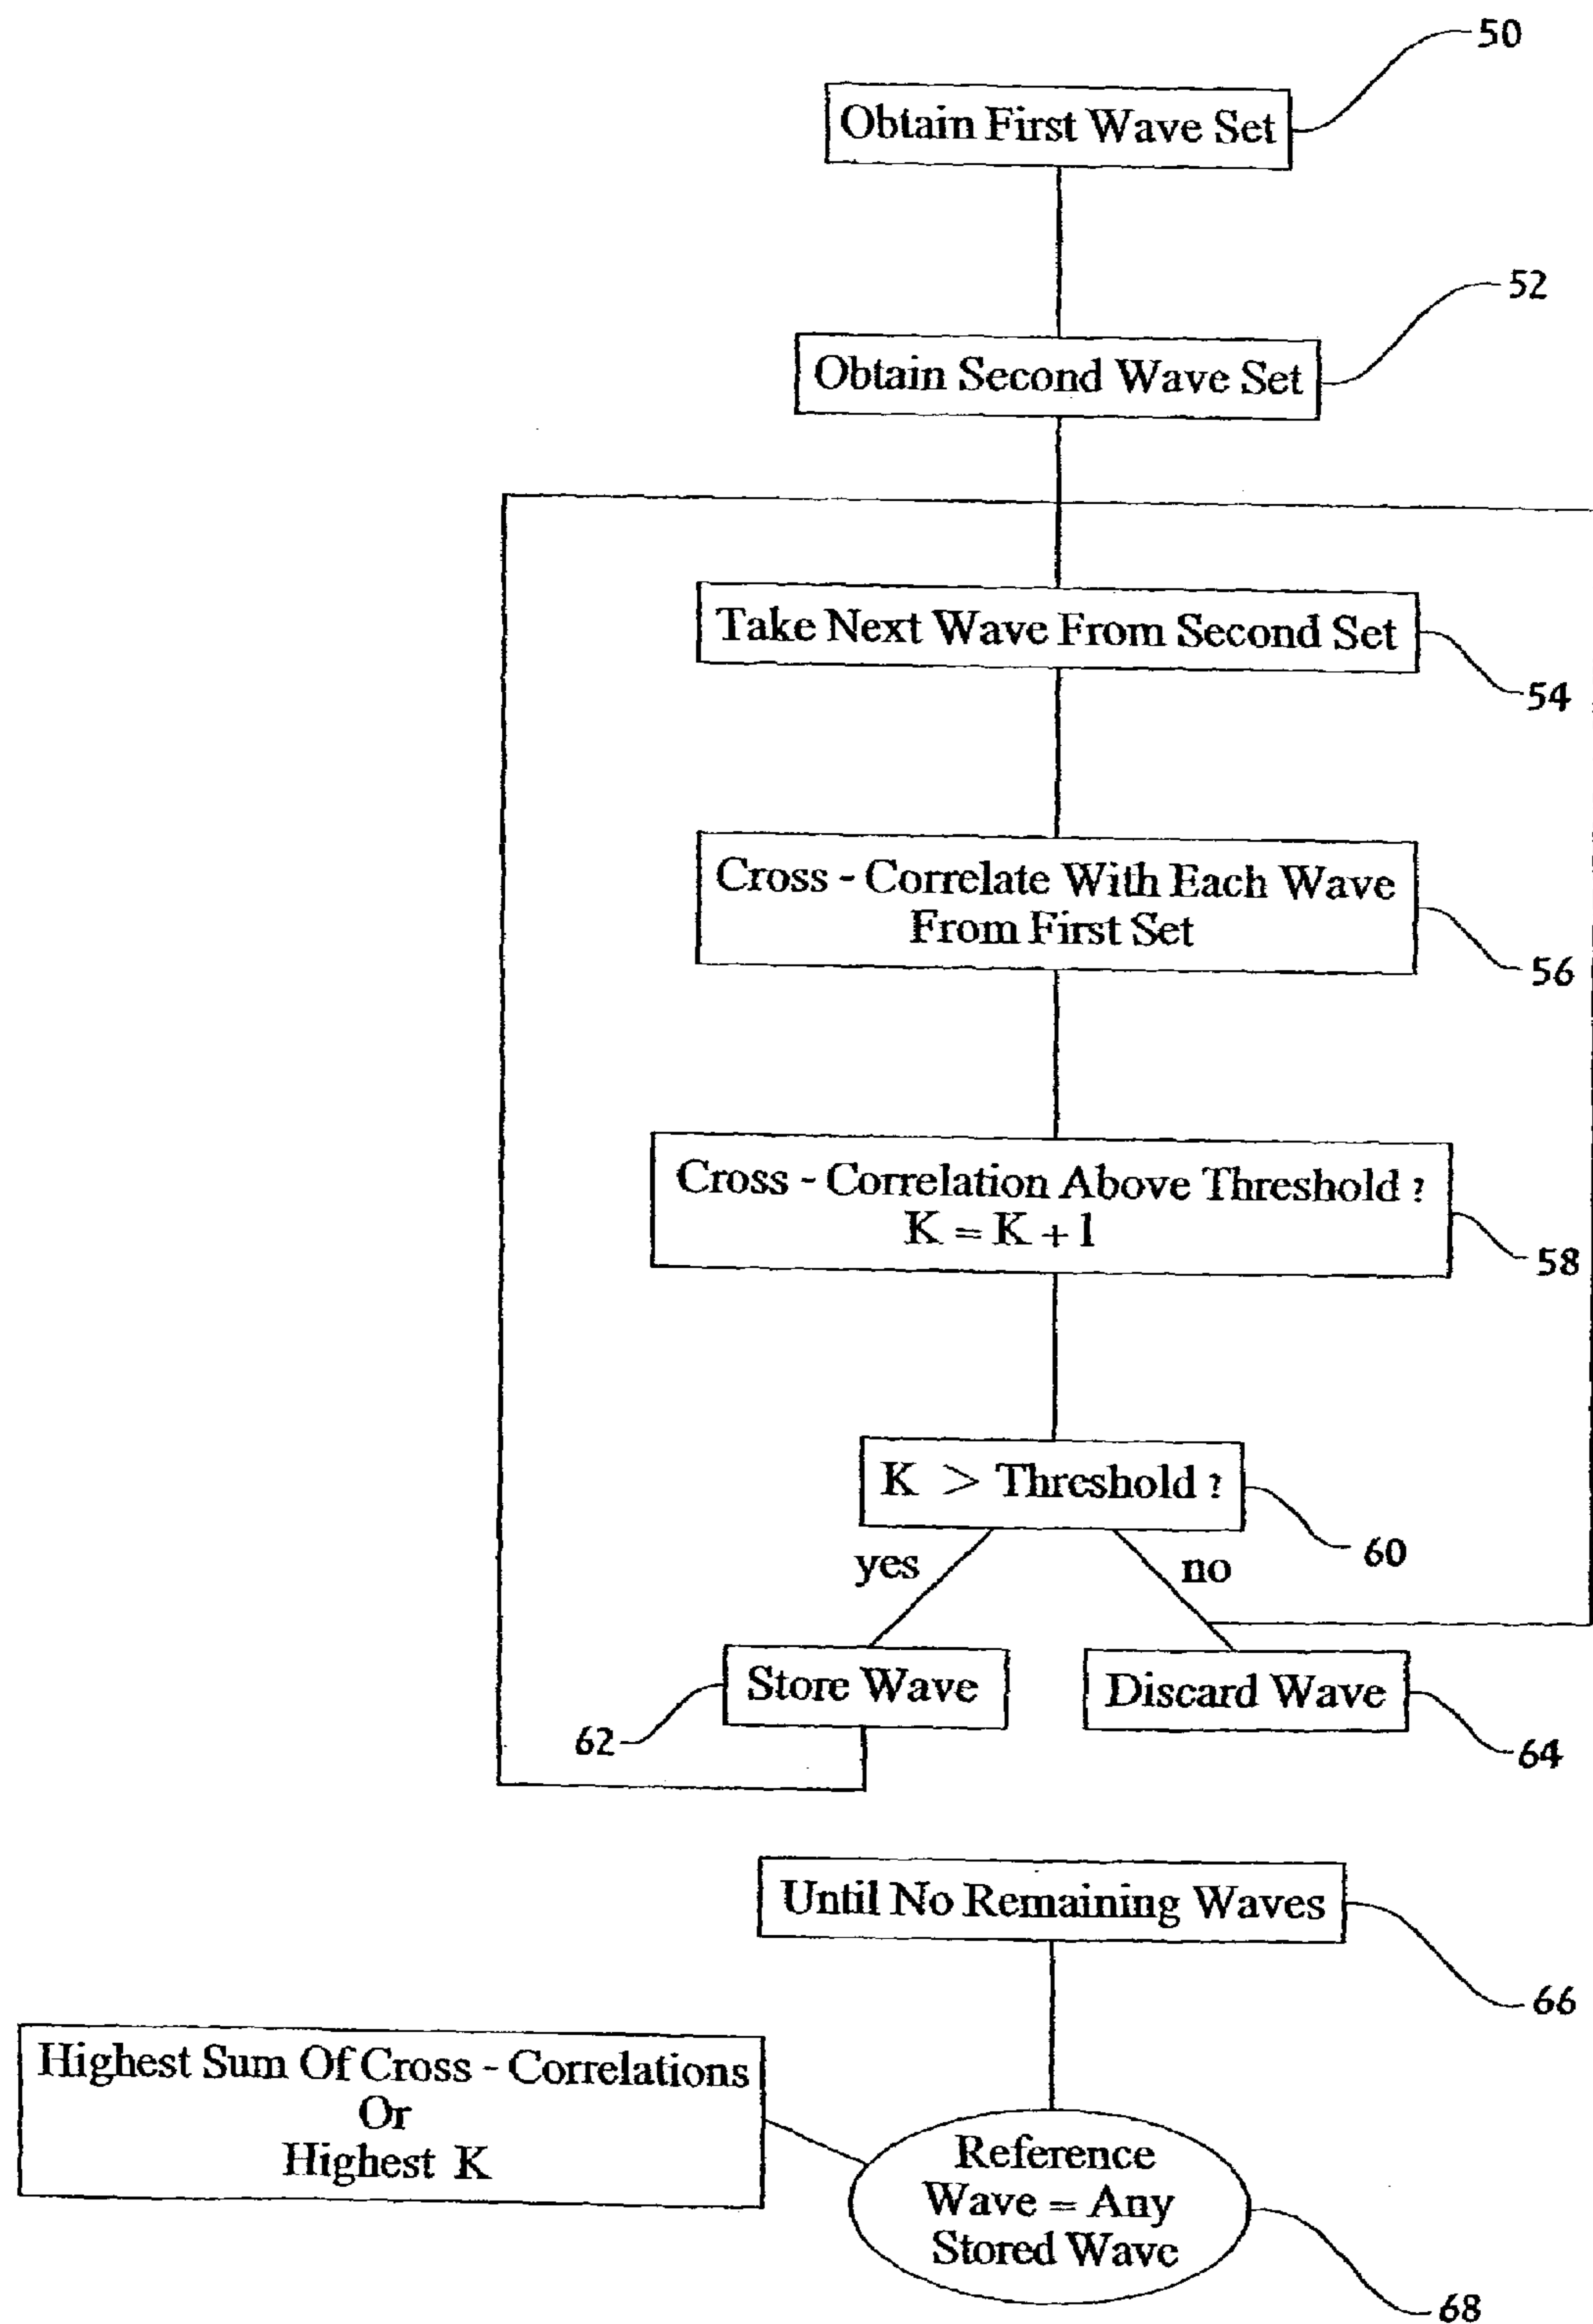 50
Obtain First Wave Set
52
Obtain Second Wave Set
Take Next Wave From Second Set
54
Cross - Correlate With Each Wave
From First Set
56
Cross - Correlation Above Threshold ?
K = K + 1
58
K > Threshold ?
60
yes
no
Store Wave
62
Discard Wave
64
Until No Remaining Waves
66
Highest Sum Of Cross - Correlations
Or
Highest K
Reference
Wave = Any
Stored Wave
68